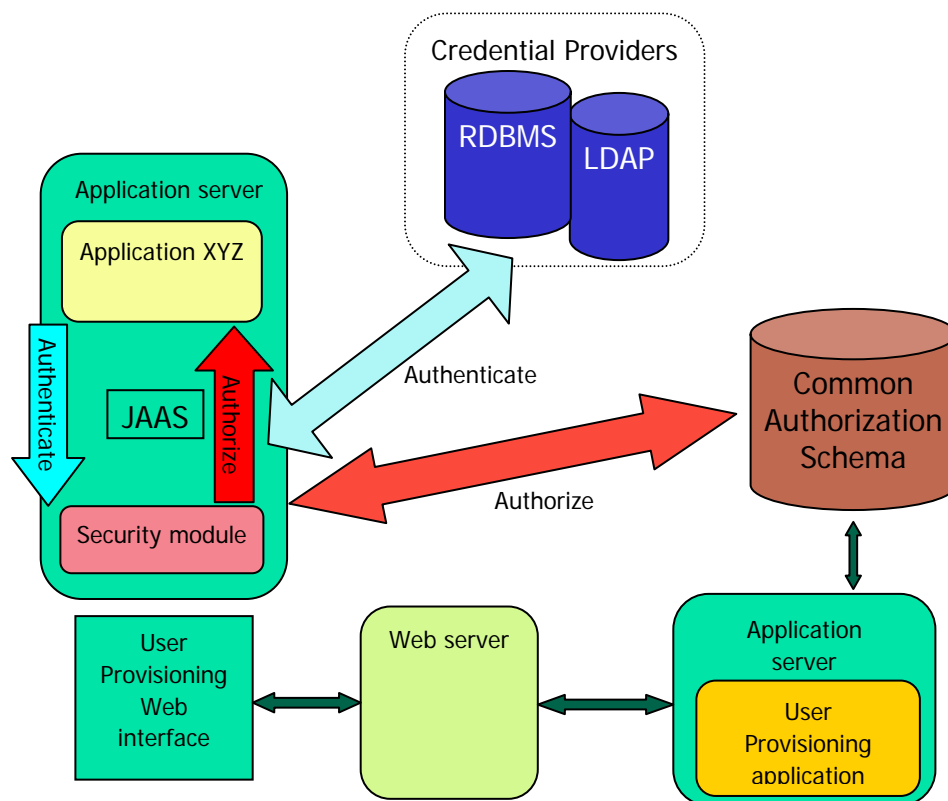 Credential Providers
RDBMS
LDAP
Application server
Application XYZ
Authenticate
JAAS
Authorize
Security module
Authenticate
Authorize
Common
Authorization
Schema
User
Provisioning
Web
interface
Web server
Application
server
User
Provisioning
application